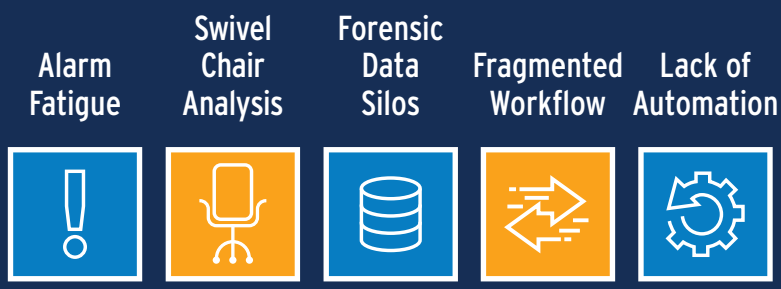 Alarm
Fatigue
Swivel
Chair
Analysis
Forensic
Data
Silos
Fragmented
Workflow
Lack of
Automation